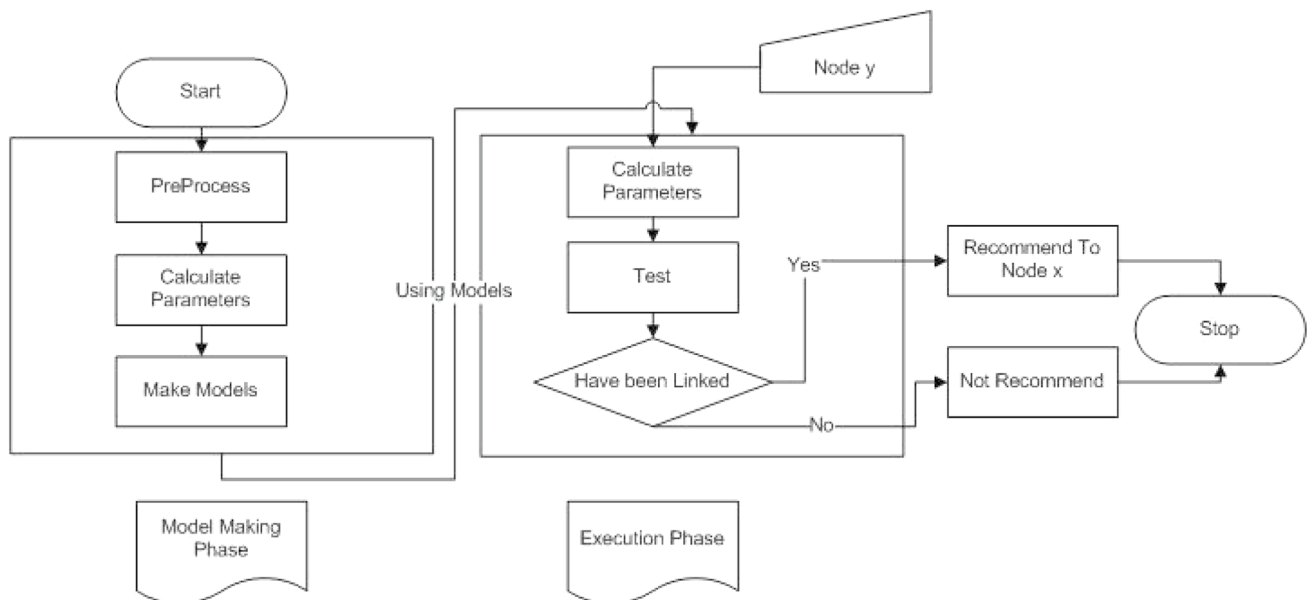 Start
PreProcess
Calculate
Parameters
Make Models
Model Making
Phase
Using Models
Node y
Calculate
Parameters
Test
Have been Linked
Yes
No
Execution Phase
Recommend To
Node x
Not Recommend
Stop